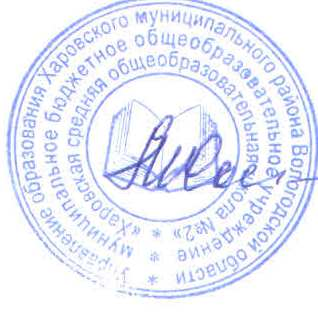 Управление образования Харовского муниципального района Вологодской области *
муниципальное бюджетное общеобразовательное учреждение *
«Харовская средняя общеобразовательная школа №2» *